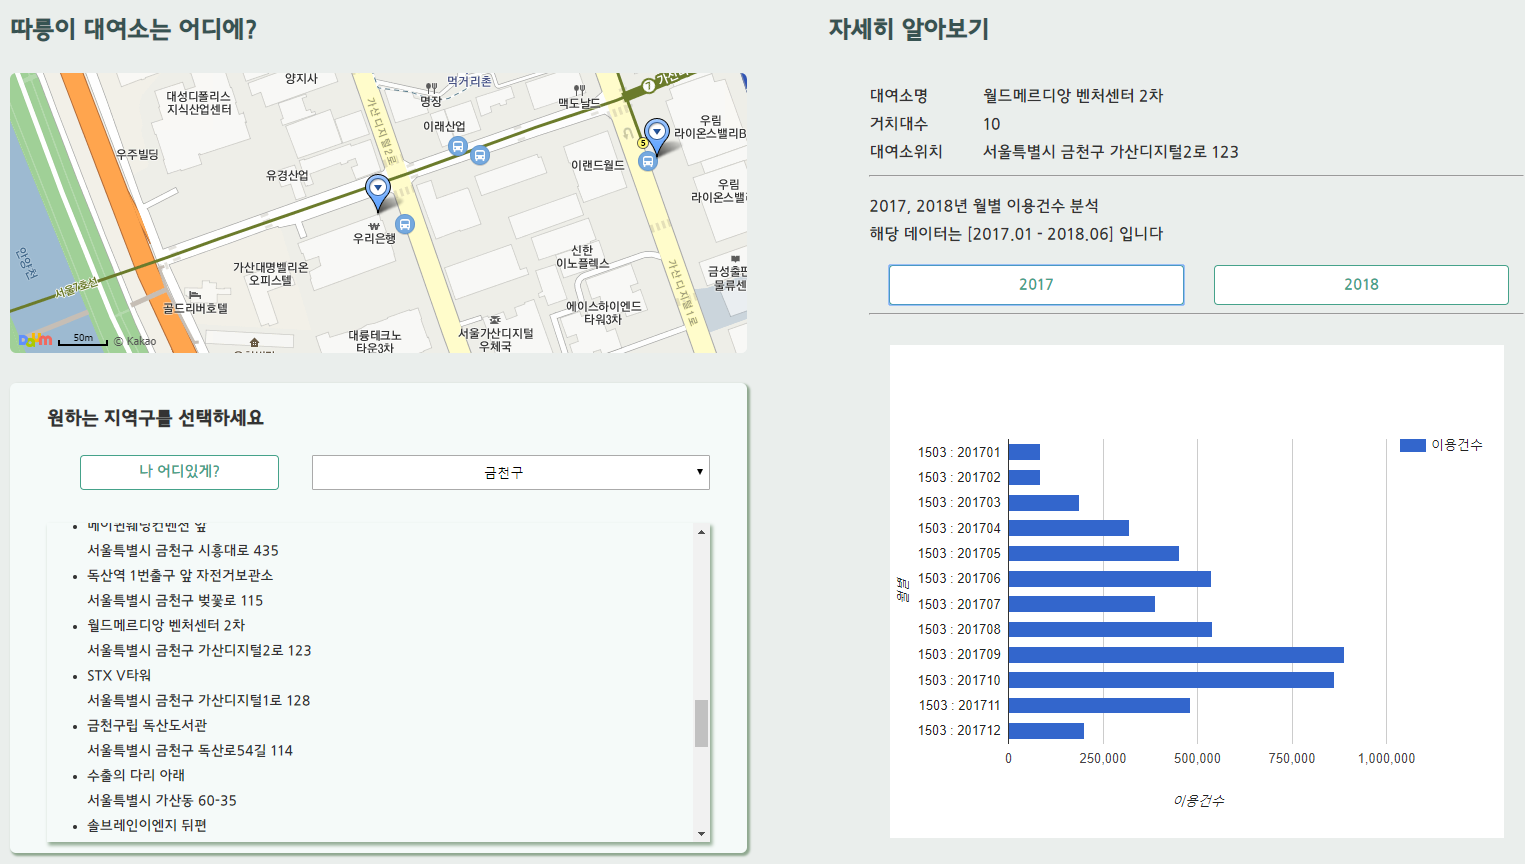 따릉이 대여소는 어디에?
양지사
먹거리촌
대성디폴리스
지식산업센터
명장
맥도날드
우림
라이온스밸리B
가산디지털2로
이래산업
우주빌딩
이랜드월드
유경산업
우림
라이온스밸
우리은행
안양천
가산대명벨리온
오피스텔
신한
이노플렉스
금성출판
물류센
가산디지털1로
서울7호선
골드리버호텔
에이스하이엔드
타워3차
대륭테크노
타운3차
서울가산디지털
우체국
Daum
50m
© Kakao
원하는 지역구를 선택하세요
나 어디있게?
금천구
메이퀸웨딩컨벤션 앞
서울특별시 금천구 시흥대로 435
독산역 1번출구 앞 자전거보관소
서울특별시 금천구 벚꽃로 115
월드메르디앙 벤처센터 2차
서울특별시 금천구 가산디지털2로 123
STX V타워
서울특별시 금천구 가산디지털1로 128
금천구립 독산도서관
서울특별시 금천구 독산로54길 114
수출의 다리 아래
서울특별시 가산동 60-35
솔브레인이엔지 뒤편
자세히 알아보기
대여소명 월드메르디앙 벤처센터 2차
거치대수 10
대여소위치 서울특별시 금천구 가산디지털2로 123
2017, 2018년 월별 이용건수 분석
해당 데이터는 [2017.01 - 2018.06] 입니다
2017
2018
이용건수
월별
1503 : 201701
1503 : 201702
1503 : 201703
1503 : 201704
1503 : 201705
1503 : 201706
1503 : 201707
1503 : 201708
1503 : 201709
1503 : 201710
1503 : 201711
1503 : 201712
0 250,000 500,000 750,000 1,000,000
이용건수